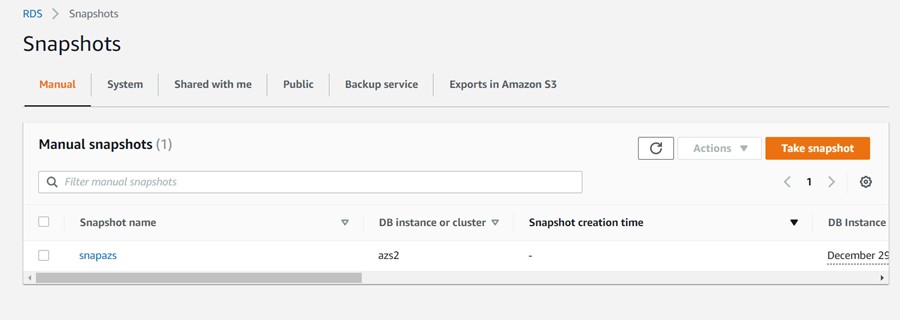 RDS > Snapshots
Snapshots
Manual System Shared with me Public Backup service Exports in Amazon S3
Manual snapshots (1) Actions Take snapshot
Filter manual snapshots 1
Snapshot name DB instance or cluster Snapshot creation time DB Instance
snapazs azs2 - December 29